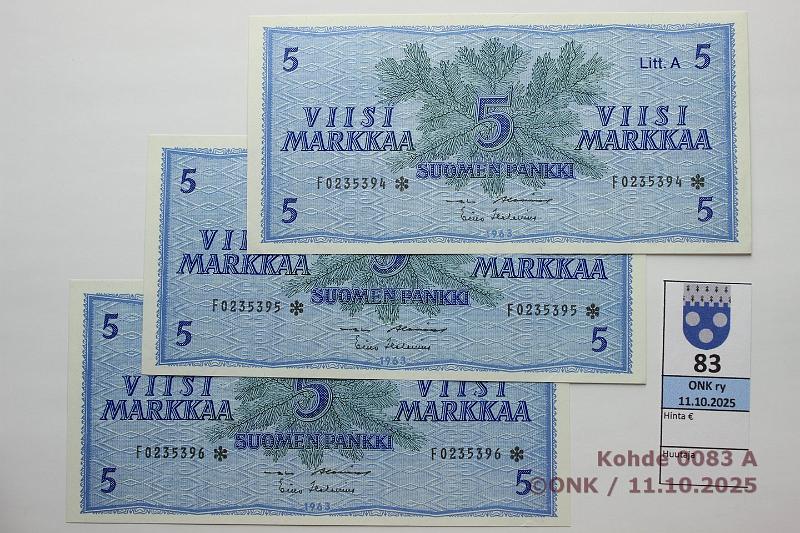 5 Litt. A 5
VIISI 5 VIISI
MARKKAA MARKKAA
SUOMEN PANKKI
F0235394 * F0235394 *
5 5
1963
5
VII
MARKKAA 5 MARKKAA
SUOMEN PANKKI
F0235395 * F0235395 *
5 5
1963
5
VIISI 5 VIISI
MARKKAA MARKKAA
SUOMEN PANKKI
F0235396 * F0235396 *
5 5
1963
83
ONK ry
11.10.2025
Hinta €
Huutaja
Kohde 0083 A
©ONK / 11.10.2025